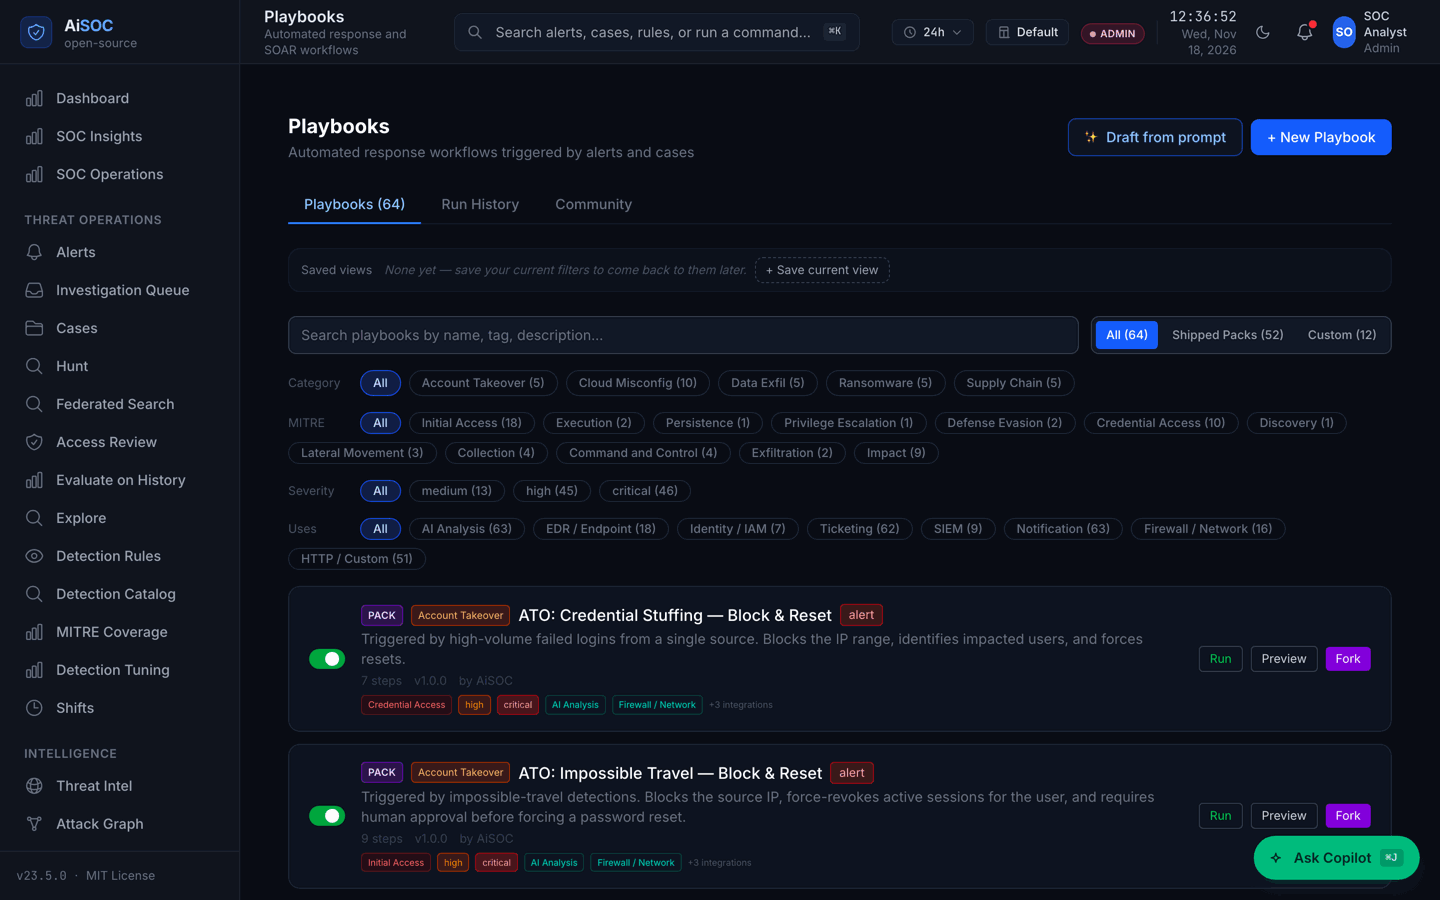 AiSOC
open-source
Playbooks
Automated response and
SOAR workflows
Search alerts, cases, rules, or run a command...
⌘K
24h
Default
ADMIN
12:36:52
Wed, Nov
18, 2026
SO
SOC
Analyst
Admin
Dashboard
SOC Insights
SOC Operations
THREAT OPERATIONS
Alerts
Investigation Queue
Cases
Hunt
Federated Search
Access Review
Evaluate on History
Explore
Detection Rules
Detection Catalog
MITRE Coverage
Detection Tuning
Shifts
INTELLIGENCE
Threat Intel
Attack Graph
v23.5.0 · MIT License
Playbooks
Automated response workflows triggered by alerts and cases
Draft from prompt
+ New Playbook
Playbooks (64)
Run History
Community
Saved views
None yet — save your current filters to come back to them later.
+ Save current view
Search playbooks by name, tag, description...
All (64)
Shipped Packs (52)
Custom (12)
Category All Account Takeover (5) Cloud Misconfig (10) Data Exfil (5) Ransomware (5) Supply Chain (5)
MITRE All Initial Access (18) Execution (2) Persistence (1) Privilege Escalation (1) Defense Evasion (2) Credential Access (10) Discovery (1)
Lateral Movement (3) Collection (4) Command and Control (4) Exfiltration (2) Impact (9)
Severity All medium (13) high (45) critical (46)
Uses All AI Analysis (63) EDR / Endpoint (18) Identity / IAM (7) Ticketing (62) SIEM (9) Notification (63) Firewall / Network (16)
HTTP / Custom (51)
PACK Account Takeover ATO: Credential Stuffing — Block & Reset alert
Triggered by high-volume failed logins from a single source. Blocks the IP range, identifies impacted users, and forces
resets.
7 steps v1.0.0 by AiSOC
Credential Access high critical AI Analysis Firewall / Network +3 integrations
Run Preview Fork
PACK Account Takeover ATO: Impossible Travel — Block & Reset alert
Triggered by impossible-travel detections. Blocks the source IP, force-revokes active sessions for the user, and requires
human approval before forcing a password reset.
9 steps v1.0.0 by AiSOC
Initial Access high critical AI Analysis Firewall / Network +3 integrations
Run Preview Fork
Ask Copilot ⌘J